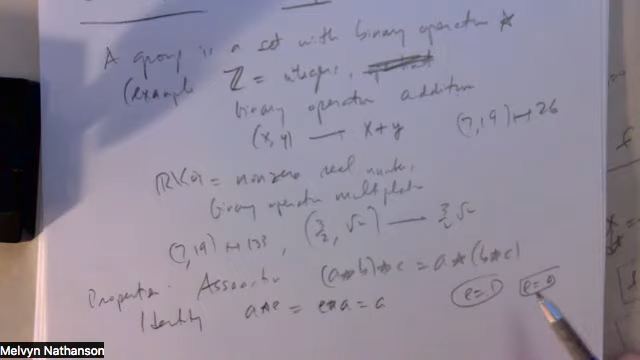 A group is a set with binary operation ★
(example ℤ = integers,
binary operation addition
(x, y) → x+y (7,19) ↦ 26
ℝ\{0} = nonzero real numbers
binary operation multiplication
(7,19) ↦ 133, (3/2, √2) → 3/2 √2
Properties: Associative (a★b)★c = a★(b★c)
Identity a★e = e★a = a e=1 e=0
Melvyn Nathanson